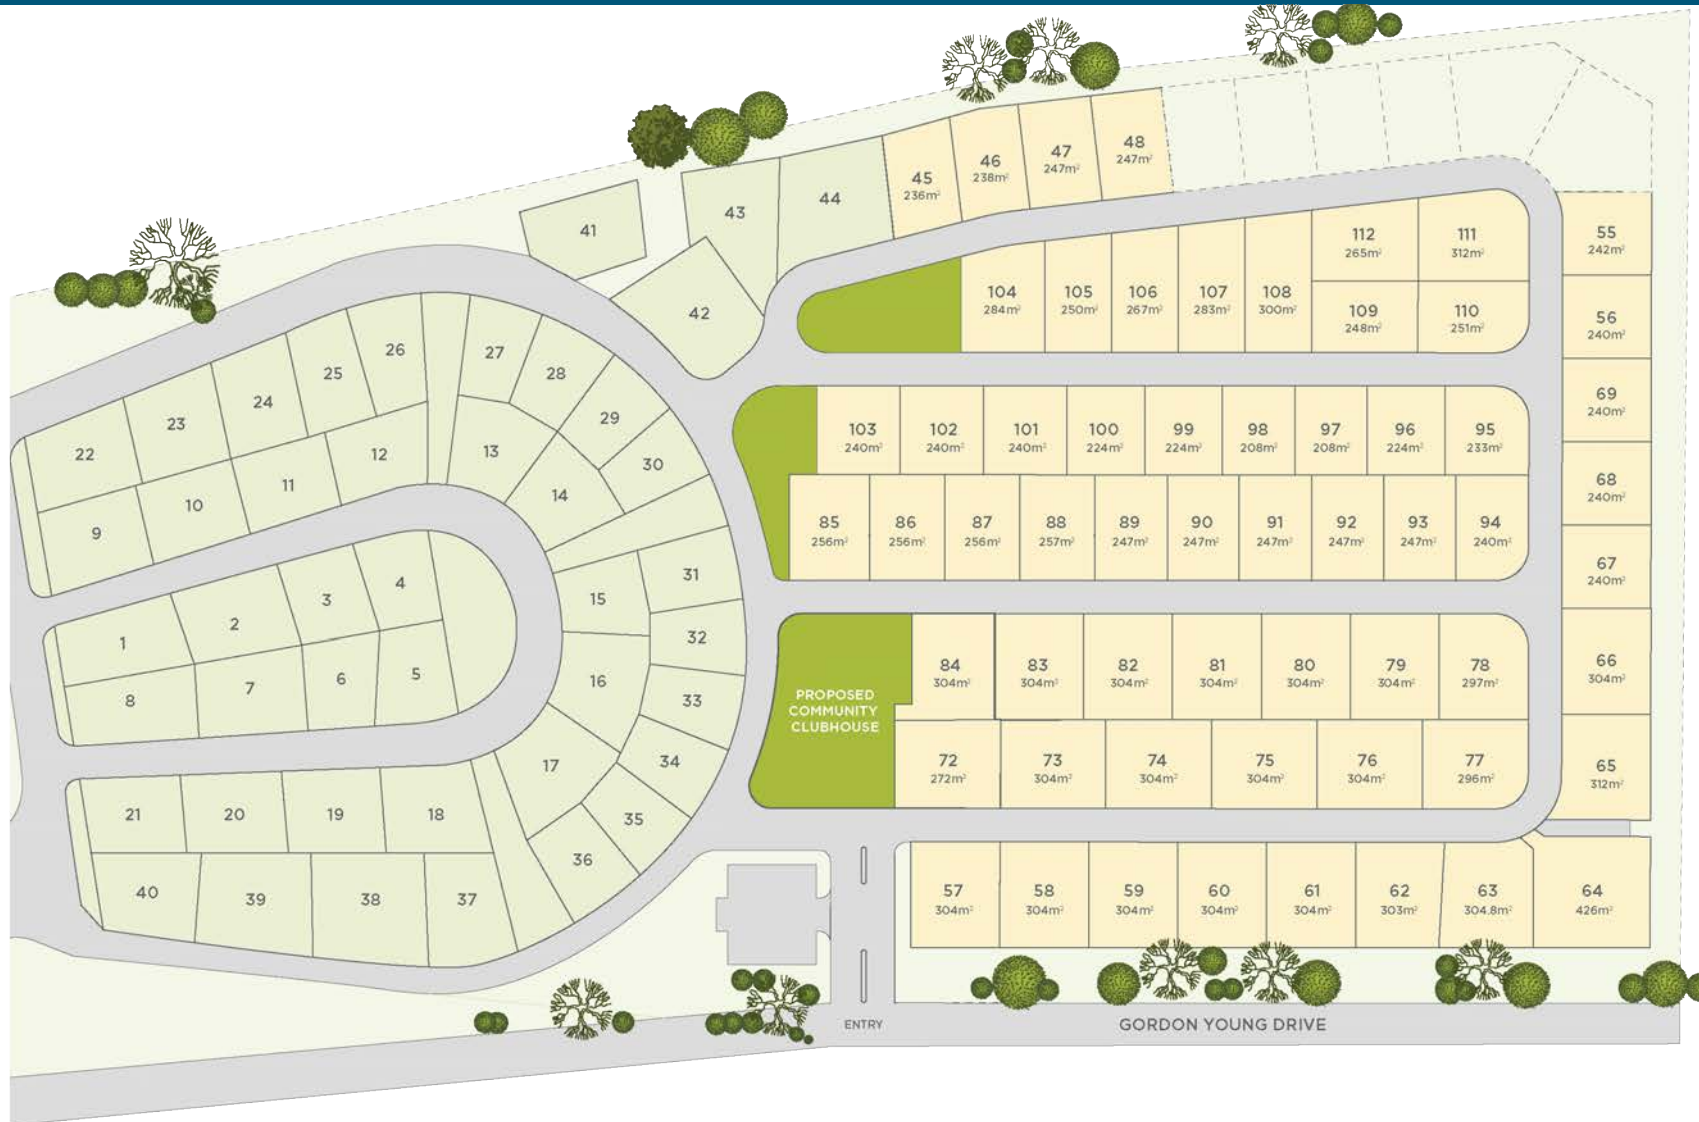 48
247m²
47
247m²
46
238m²
45
236m²
44
43
41
42
55
242m²
112
265m²
111
312m²
104
284m²
105
250m²
106
267m²
107
283m²
108
300m²
109
248m²
110
251m²
56
240m²
26
25
24
23
22
27
28
29
30
12
11
10
9
13
14
103
240m²
102
240m²
101
240m²
100
224m²
99
224m²
98
208m²
97
208m²
96
224m²
95
233m²
69
240m²
85
256m²
86
256m²
87
256m²
88
257m²
89
247m²
90
247m²
91
247m²
92
247m²
93
247m²
94
240m²
68
240m²
67
240m²
1
2
3
4
8
7
6
5
15
16
17
31
32
33
34
35
36
PROPOSED
COMMUNITY
CLUBHOUSE
84
304m²
83
304m²
82
304m²
81
304m²
80
304m²
79
304m²
78
297m²
66
304m²
72
272m²
73
304m²
74
304m²
75
304m²
76
304m²
77
296m²
65
312m²
21
20
19
18
40
39
38
37
57
304m²
58
304m²
59
304m²
60
304m²
61
304m²
62
303m²
63
304.8m²
64
426m²
ENTRY
GORDON YOUNG DRIVE